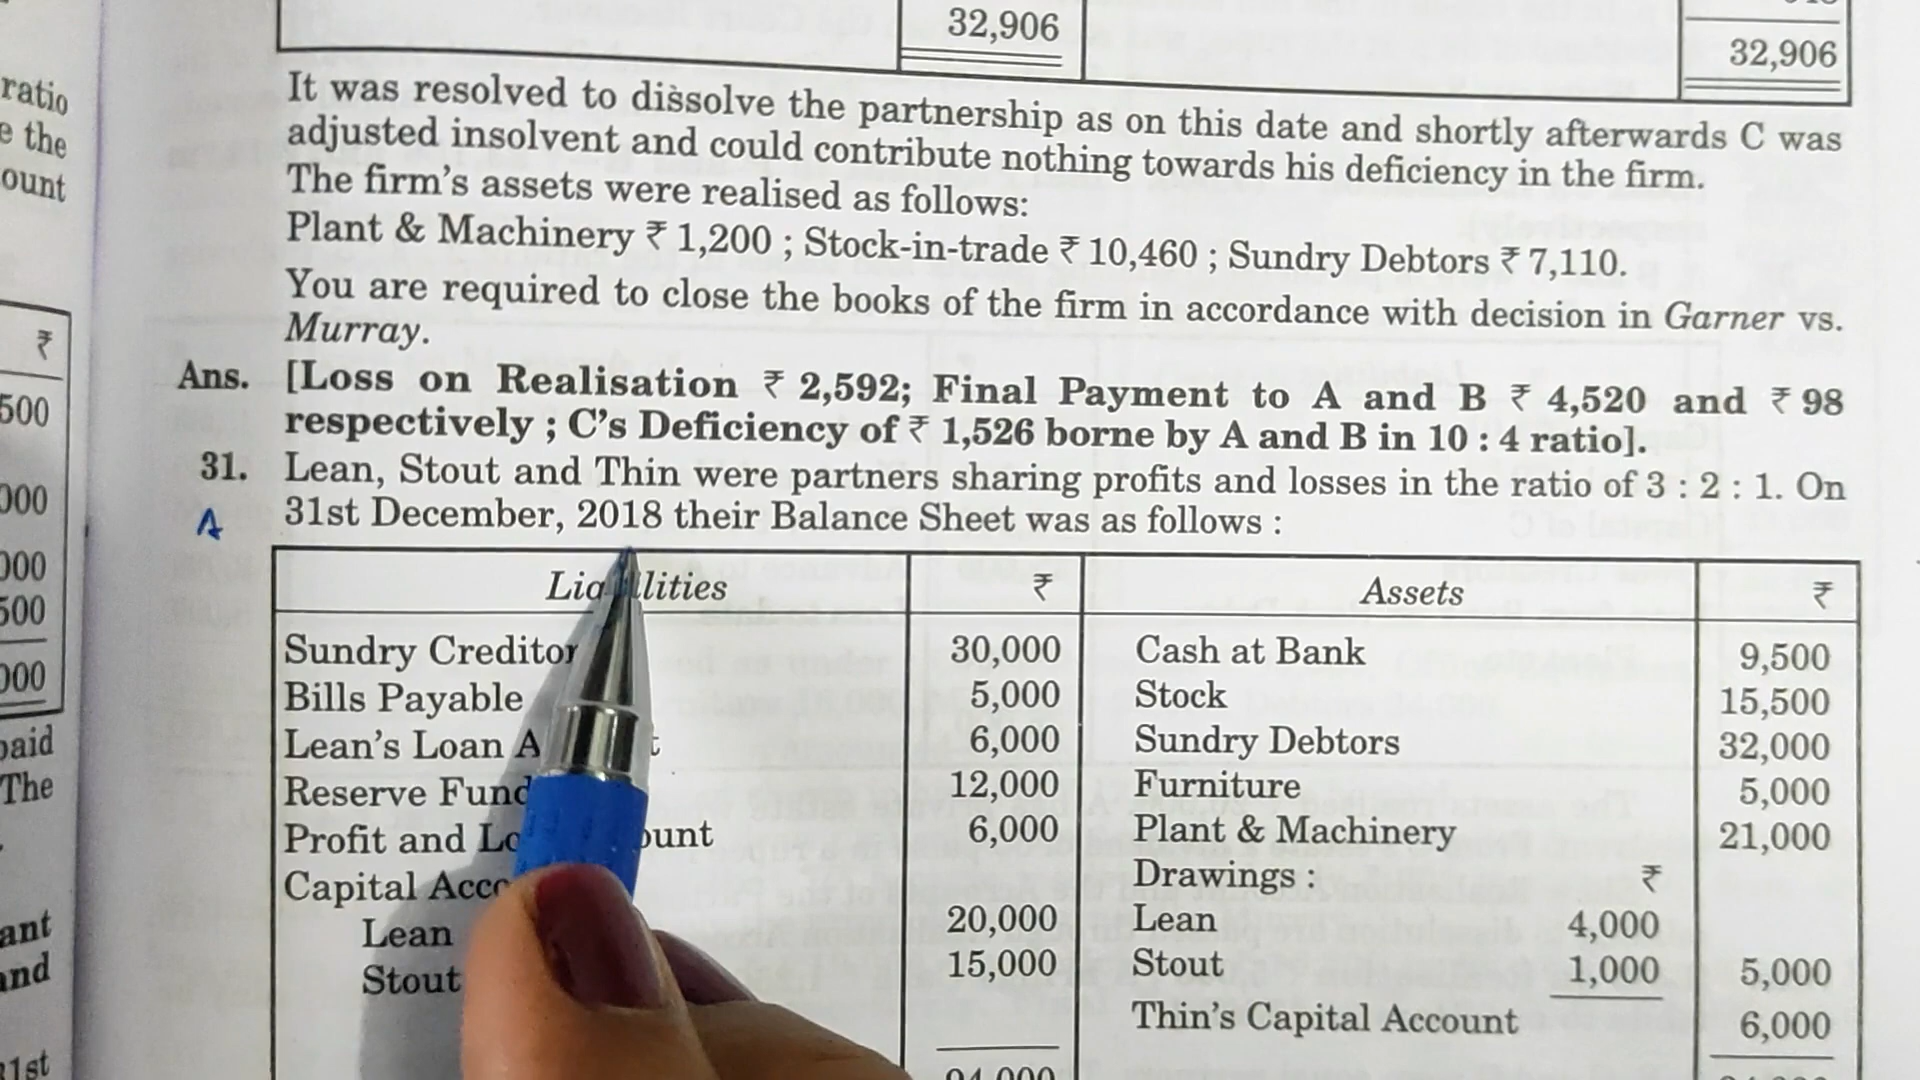 32,906 32,906
ratio
e the
ount
It was resolved to dissolve the partnership as on this date and shortly afterwards C was
adjusted insolvent and could contribute nothing towards his deficiency in the firm.
The firm's assets were realised as follows:
Plant & Machinery ₹ 1,200 ; Stock-in-trade ₹ 10,460 ; Sundry Debtors ₹ 7,110.
You are required to close the books of the firm in accordance with decision in Garner vs.
Murray.
Ans. [Loss on Realisation ₹ 2,592; Final Payment to A and B ₹ 4,520 and ₹ 98
respectively ; C's Deficiency of ₹ 1,526 borne by A and B in 10 : 4 ratio].
31. Lean, Stout and Thin were partners sharing profits and losses in the ratio of 3 : 2 : 1. On
A 31st December, 2018 their Balance Sheet was as follows :
₹
500
000
000
500
000
paid
The
ant
and
31st
Lia lities ₹ Assets ₹
Sundry Creditor 30,000 Cash at Bank 9,500
Bills Payable 5,000 Stock 15,500
Lean's Loan A t 6,000 Sundry Debtors 32,000
Reserve Fund 12,000 Furniture 5,000
Profit and Lo ount 6,000 Plant & Machinery 21,000
Capital Acco Drawings : ₹
Lean 20,000 Lean 4,000
Stout 15,000 Stout 1,000 5,000
Thin's Capital Account 6,000
94,000